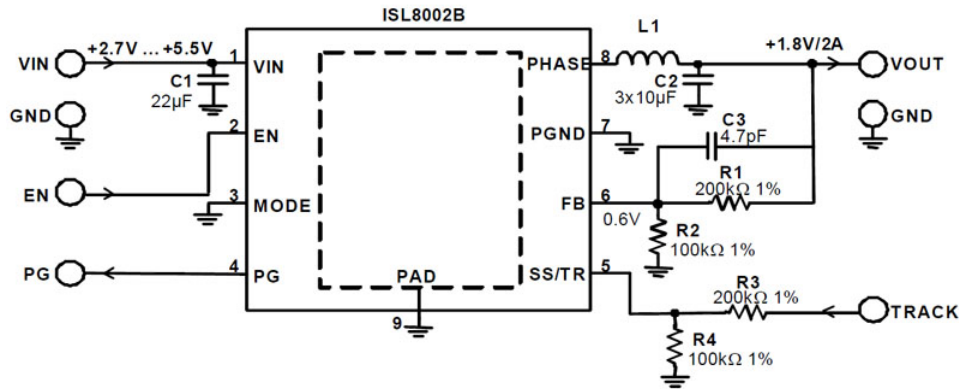 ISL8002B
L1
+2.7V ... +5.5V
+1.8V/2A
VIN
1
VIN
PHASE
8
VOUT
C1
22µF
C2
3x10µF
GND
2
EN
PGND
7
C3
4.7pF
GND
R1
200kΩ 1%
EN
3
MODE
FB
6
0.6V
R2
100kΩ 1%
PG
4
PG
PAD
SS/TR
5
R3
200kΩ 1%
TRACK
9
R4
100kΩ 1%